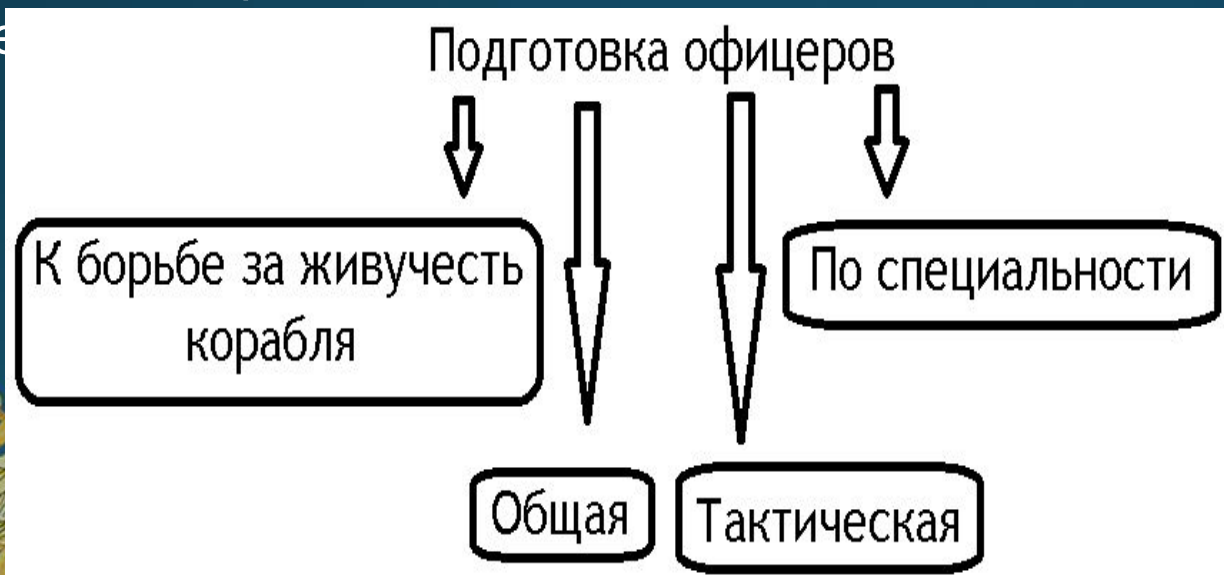 Подготовка офицеров
К борьбе за живучесть
корабля
По специальности
Общая
Тактическая